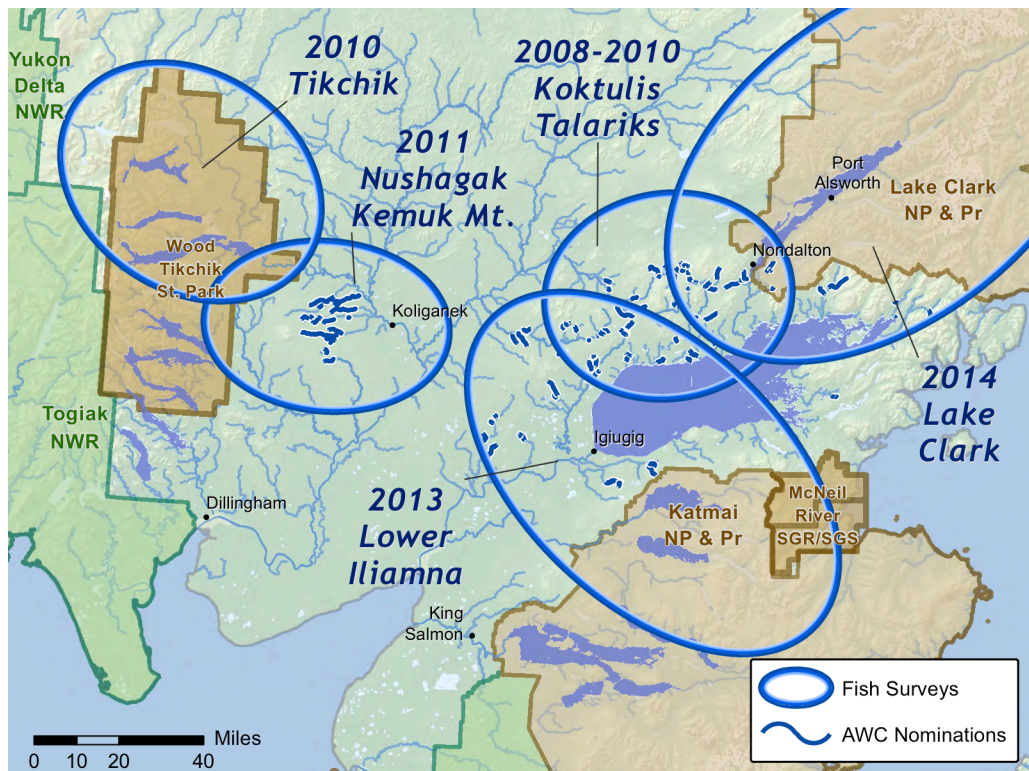 Yukon
Delta
NWR
2010
Tikchik
2008-2010
Koktulis
Talariks
2011
Nushagak
Kemuk Mt.
Port
Alsworth
Lake Clark
NP & Pr
Nondalton
Wood
Tikchik
St. Park
Koliganek
2014
Lake
Clark
Togiak
NWR
Igiugig
Dillingham
2013
Lower
Iliamna
Katmai
NP & Pr
McNeil
River
SGR/SGS
King
Salmon
Fish Surveys
AWC Nominations
Miles
0 10 20 40